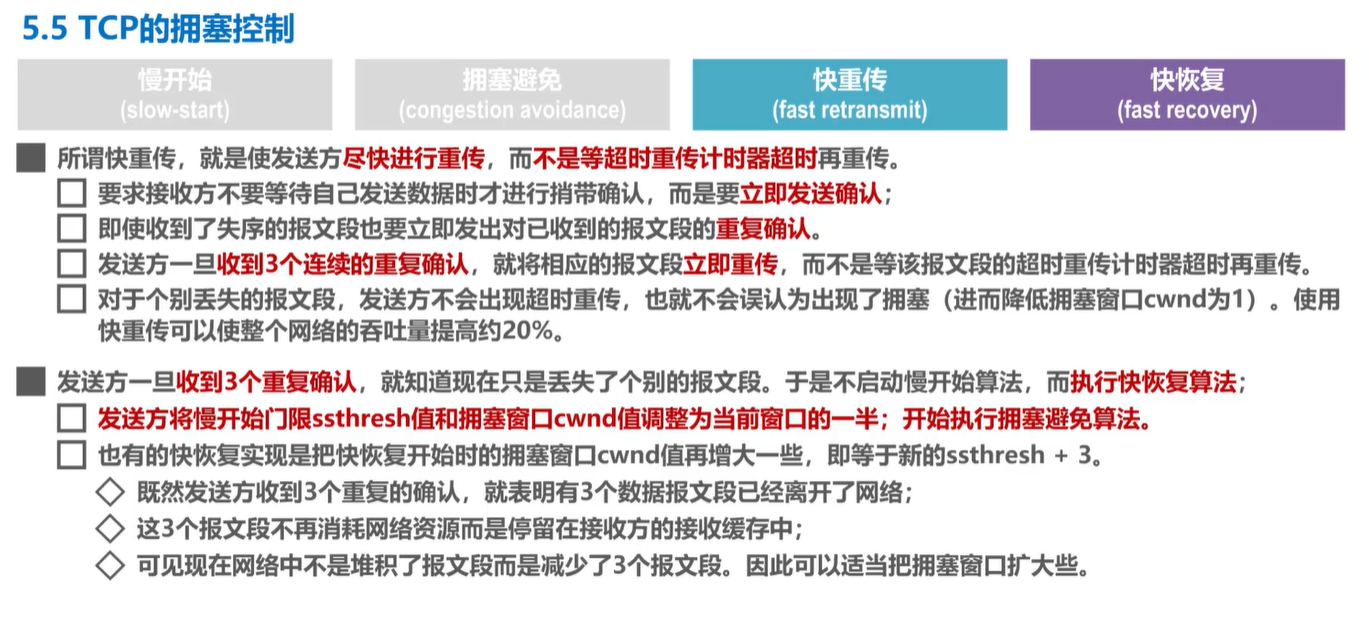 5.5 TCP的拥塞控制
慢开始
(slow-start)
拥塞避免
(congestion avoidance)
快重传
(fast retransmit)
快恢复
(fast recovery)
所谓快重传，就是使发送方尽快进行重传，而不是等超时重传计时器超时再重传。
要求接收方不要等待自己发送数据时才进行捎带确认，而是要立即发送确认；
即使收到了失序的报文段也要立即发出对已收到的报文段的重复确认。
发送方一旦收到3个连续的重复确认，就将相应的报文段立即重传，而不是等该报文段的超时重传计时器超时再重传。
对于个别丢失的报文段，发送方不会出现超时重传，也就不会误认为出现了拥塞（进而降低拥塞窗口cwnd为1）。使用
快重传可以使整个网络的吞吐量提高约20%。
发送方一旦收到3个重复确认，就知道现在只是丢失了个别的报文段。于是不启动慢开始算法，而执行快恢复算法；
发送方将慢开始门限ssthresh值和拥塞窗口cwnd值调整为当前窗口的一半；开始执行拥塞避免算法。
也有的快恢复实现是把快恢复开始时的拥塞窗口cwnd值再增大一些，即等于新的ssthresh + 3。
既然发送方收到3个重复的确认，就表明有3个数据报文段已经离开了网络；
这3个报文段不再消耗网络资源而是停留在接收方的接收缓存中；
可见现在网络中不是堆积了报文段而是减少了3个报文段。因此可以适当把拥塞窗口扩大些。